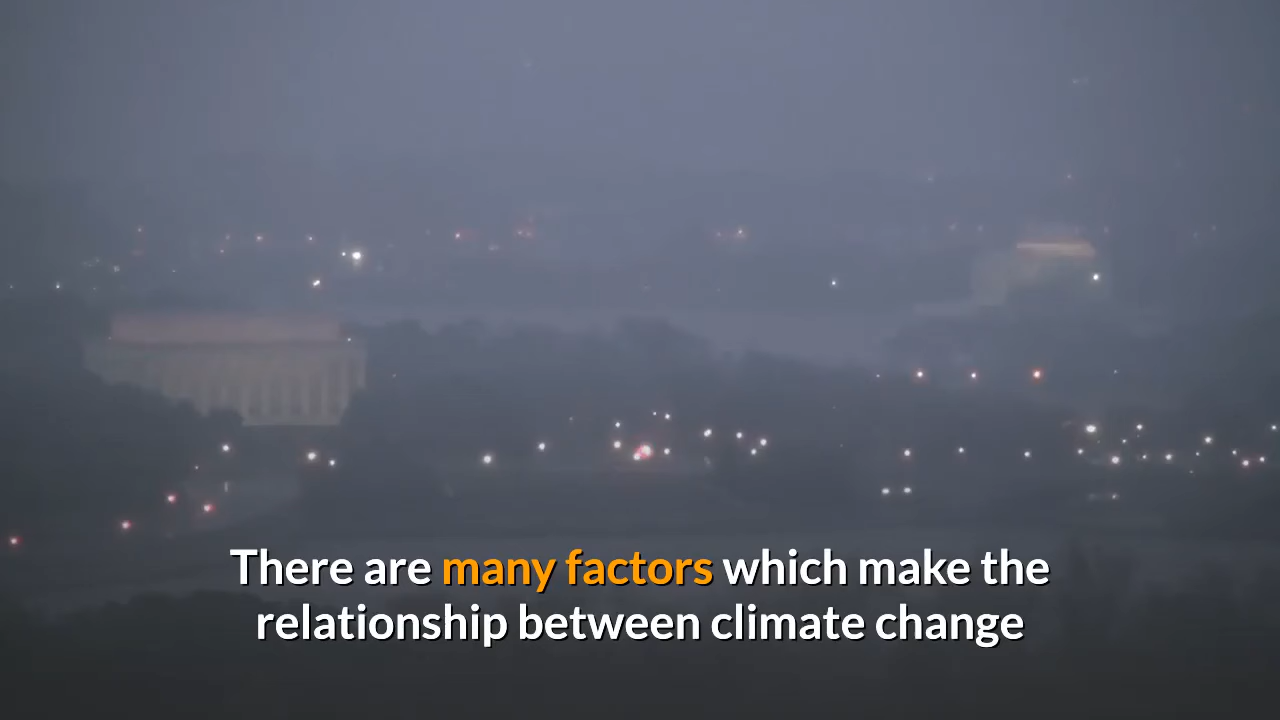 There are many factors which make the
relationship between climate change